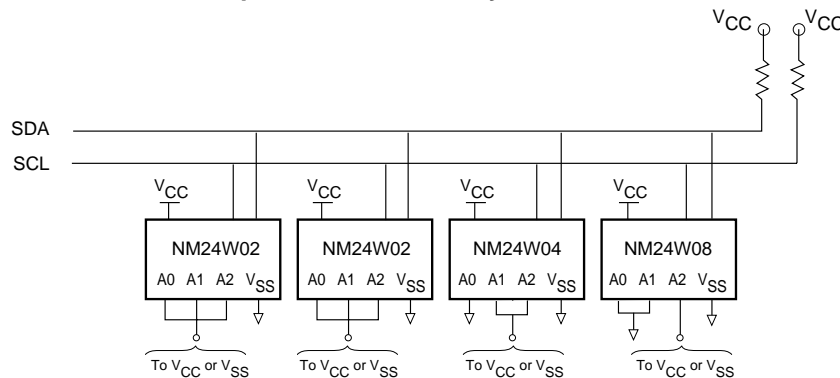 VCC VCC
SDA
SCL
VCC VCC VCC VCC
NM24W02 NM24W02 NM24W04 NM24W08
A0 A1 A2 VSS A0 A1 A2 VSS A0 A1 A2 VSS A0 A1 A2 VSS
To VCC or VSS To VCC or VSS To VCC or VSS To VCC or VSS